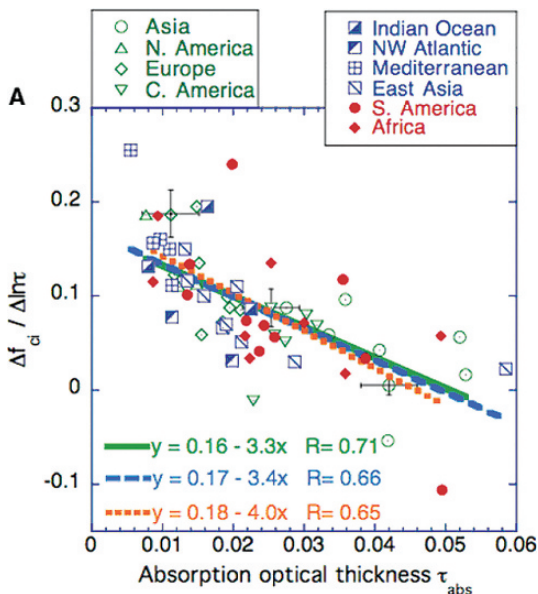 Asia
N. America
Europe
C. America
Indian Ocean
NW Atlantic
Mediterranean
East Asia
S. America
Africa
A
0.3
0.2
0.1
0
-0.1
Δf_ci / Δlnτ
y = 0.16 - 3.3x R= 0.71
y = 0.17 - 3.4x R= 0.66
y = 0.18 - 4.0x R= 0.65
0 0.01 0.02 0.03 0.04 0.05 0.06
Absorption optical thickness τ_abs